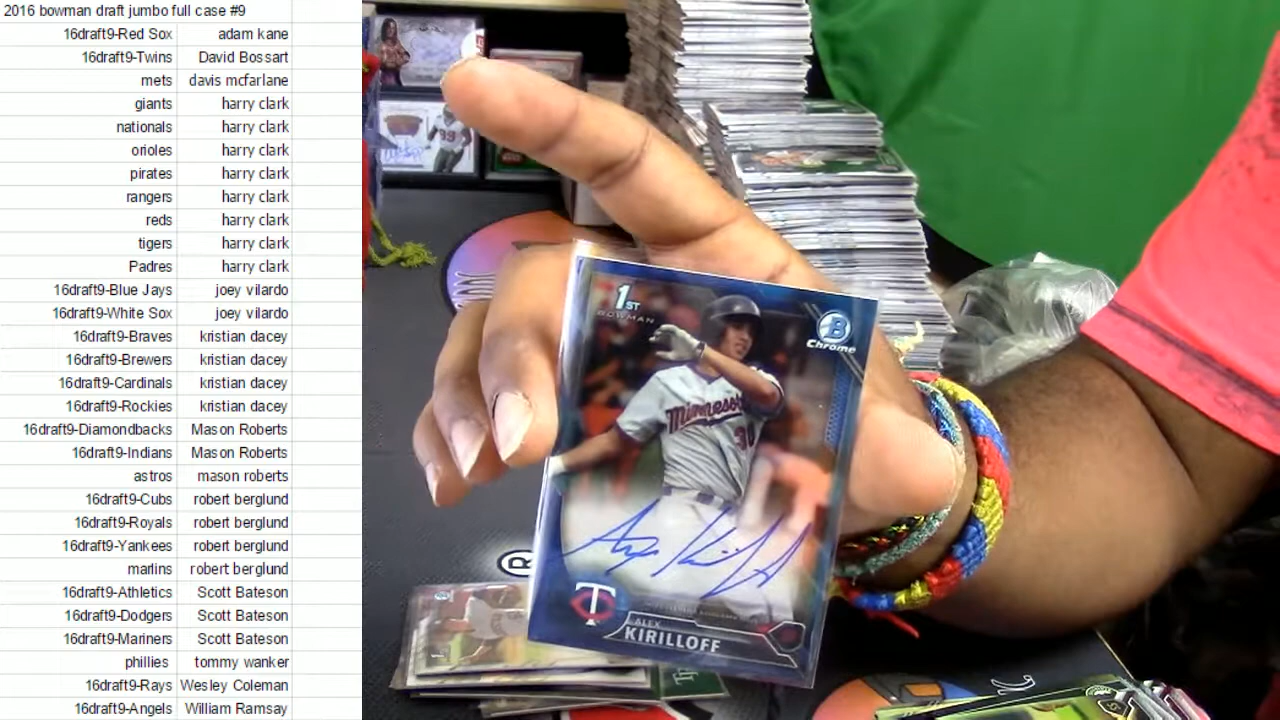 2016 bowman draft jumbo full case #9
16draft9-Red Sox adam kane
16draft9-Twins David Bossart
mets davis mcfarlane
giants harry clark
nationals harry clark
orioles harry clark
pirates harry clark
rangers harry clark
reds harry clark
tigers harry clark
Padres harry clark
16draft9-Blue Jays joey vilardo
16draft9-White Sox joey vilardo
16draft9-Braves kristian dacey
16draft9-Brewers kristian dacey
16draft9-Cardinals kristian dacey
16draft9-Rockies kristian dacey
16draft9-Diamondbacks Mason Roberts
16draft9-Indians Mason Roberts
astros mason roberts
16draft9-Cubs robert berglund
16draft9-Royals robert berglund
16draft9-Yankees robert berglund
marlins robert berglund
16draft9-Athletics Scott Bateson
16draft9-Dodgers Scott Bateson
16draft9-Mariners Scott Bateson
phillies tommy wanker
16draft9-Rays Wesley Coleman
16draft9-Angels William Ramsay
1ST
BOWMAN
B
Chrome
Minnesota
30
Alex Kirilloff
TC
ALEX
KIRILLOFF
R